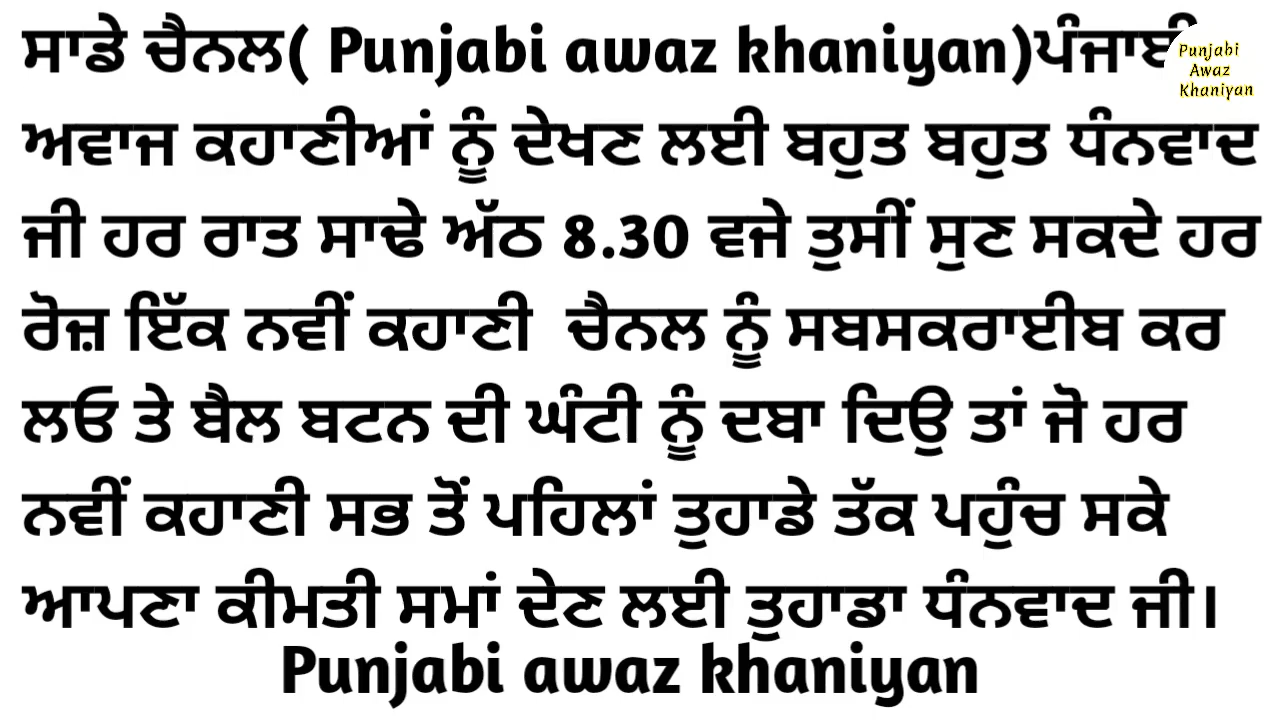 ਸਾਡੇ ਚੈਨਲ( Punjabi awaz khaniyan)
Punjabi
Awaz
Khaniyan
ਅਵਾਜ ਕਹਾਣੀਆਂ ਨੂੰ ਦੇਖਣ ਲਈ ਬਹੁਤ ਬਹੁਤ ਧੰਨਵਾਦ
ਜੀ ਹਰ ਰਾਤ ਸਾਢੇ ਅੱਠ 8.30 ਵਜੇ ਤੁਸੀਂ ਸੁਣ ਸਕਦੇ ਹਰ
ਰੋਜ਼ ਇੱਕ ਨਵੀਂ ਕਹਾਣੀ ਚੈਨਲ ਨੂੰ ਸਬਸਕਰਾਈਬ ਕਰ
ਲਓ ਤੇ ਬੈਲ ਬਟਨ ਦੀ ਘੰਟੀ ਨੂੰ ਦਬਾ ਦਿਉ ਤਾਂ ਜੋ ਹਰ
ਨਵੀਂ ਕਹਾਣੀ ਸਭ ਤੋਂ ਪਹਿਲਾਂ ਤੁਹਾਡੇ ਤੱਕ ਪਹੁੰਚ ਸਕੇ
ਆਪਣਾ ਕੀਮਤੀ ਸਮਾਂ ਦੇਣ ਲਈ ਤੁਹਾਡਾ ਧੰਨਵਾਦ ਜੀ।
Punjabi awaz khaniyan